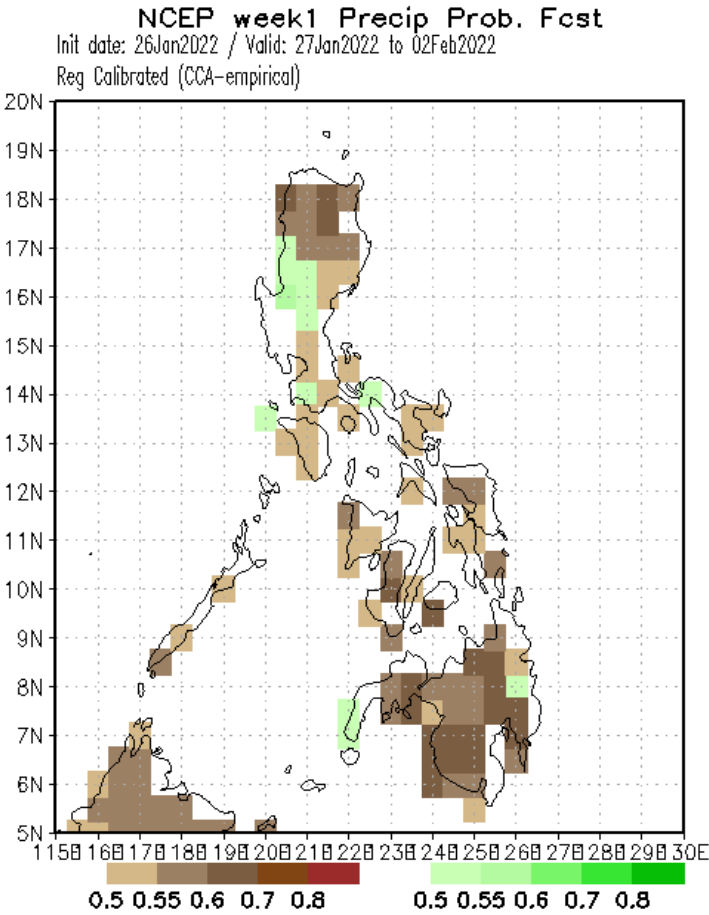 NCEP week1 Precip Prob. Fcst
Init date: 26Jan2022 / Valid: 27Jan2022 to 02Feb2022
Reg Calibrated (CCA-empirical)
20N
19N
18N
17N
16N
15N
14N
13N
12N
11N
10N
9N
8N
7N
6N
5N
115E 116E 117E 118E 119E 120E 121E 122E 123E 124E 125E 126E 127E 128E 129E 130E
0.5 0.55 0.6 0.7 0.8 0.5 0.55 0.6 0.7 0.8